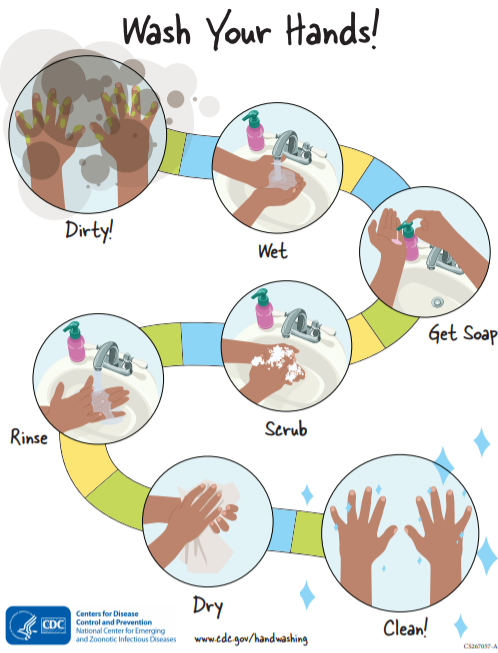 Wash Your Hands!
Dirty!
Wet
Get Soap
Scrub
Rinse
Dry
Clean!
CDC
Centers for Disease
Control and Prevention
National Center for Emerging
and Zoonotic Infectious Diseases
www.cdc.gov/handwashing
CS267057-A